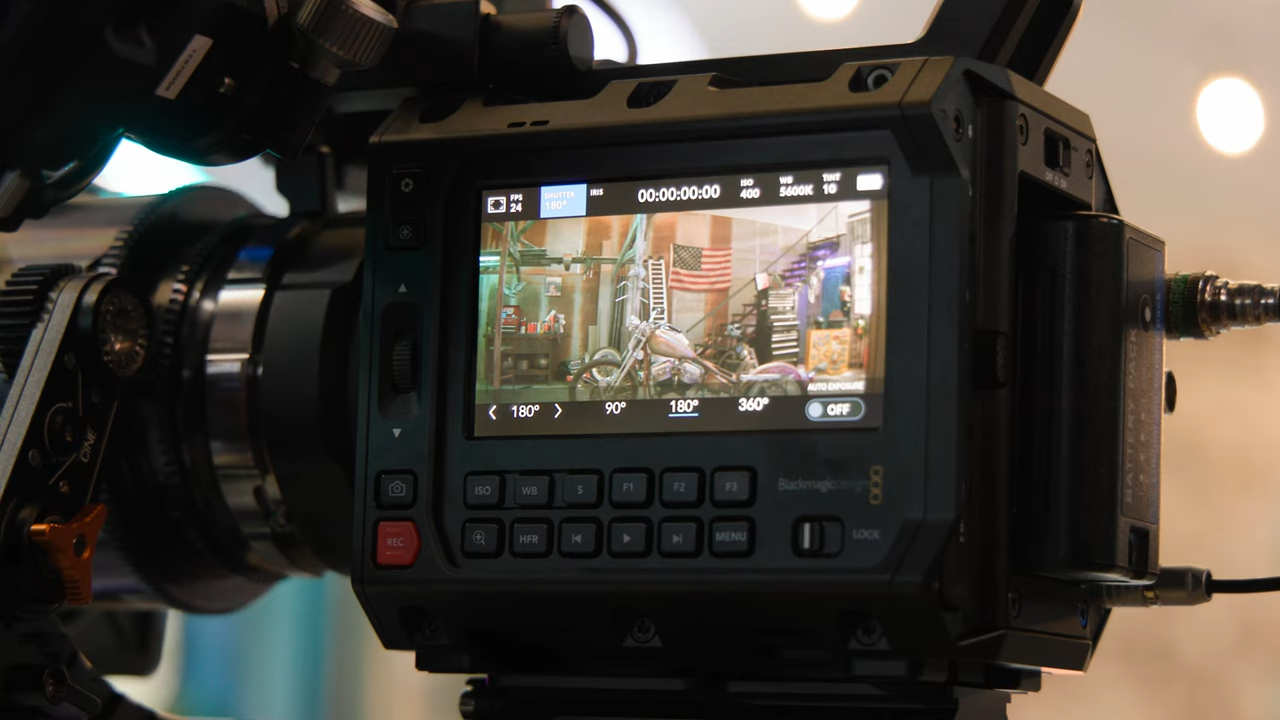 FPS
24
SHUTTER
180°
IRIS
00:00:00:00
ISO
400
WB
5600K
TINT
10
AUTO EXPOSURE
180°
90°
180°
360°
OFF
ISO
WB
S
F1
F2
F3
Blackmagicdesign
REC
HFR
MENU
LOCK
CINE